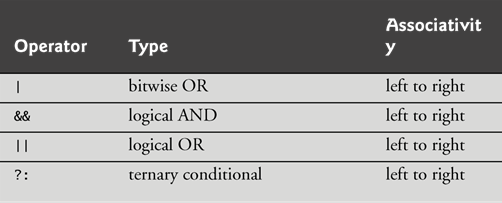 Operator Type Associativit
y
| bitwise OR left to right
&& logical AND left to right
|| logical OR left to right
?: ternary conditional left to right